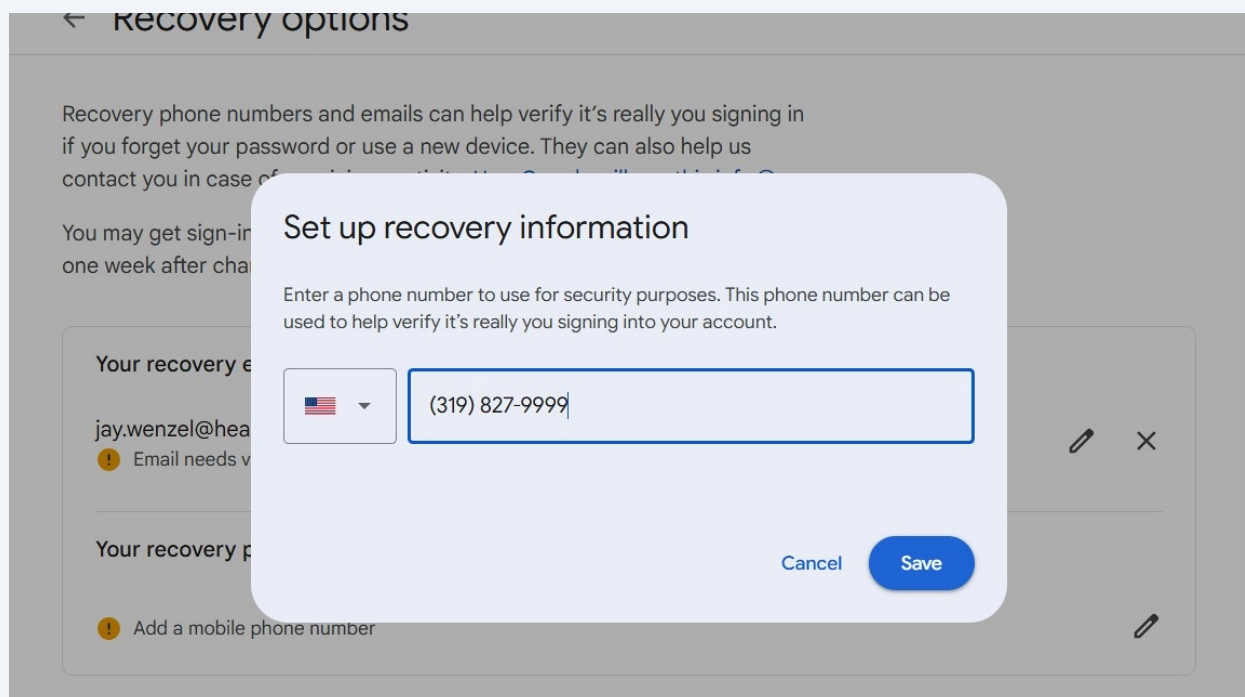 Recovery options
Recovery phone numbers and emails can help verify it's really you signing in
if you forget your password or use a new device. They can also help us
contact you in case
You may get sign-in
one week after
Set up recovery information
Enter a phone number to use for security purposes. This phone number can be
used to help verify it's really you signing into your account.
Your recovery
(319) 827-9999
jay.wenzel@hea
Email needs
Your recovery
Cancel
Save
Add a mobile phone number